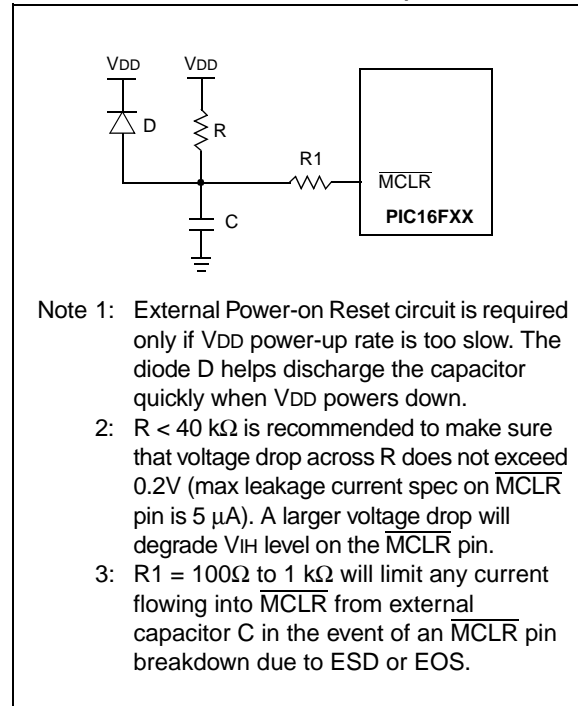 VDD VDD
D
R
R1
MCLR
C
PIC16FXX
Note 1: External Power-on Reset circuit is required
only if VDD power-up rate is too slow. The
diode D helps discharge the capacitor
quickly when VDD powers down.
2: R < 40 kΩ is recommended to make sure
that voltage drop across R does not exceed
0.2V (max leakage current spec on MCLR
pin is 5 μA). A larger voltage drop will
degrade VIH level on the MCLR pin.
3: R1 = 100Ω to 1 kΩ will limit any current
flowing into MCLR from external
capacitor C in the event of an MCLR pin
breakdown due to ESD or EOS.